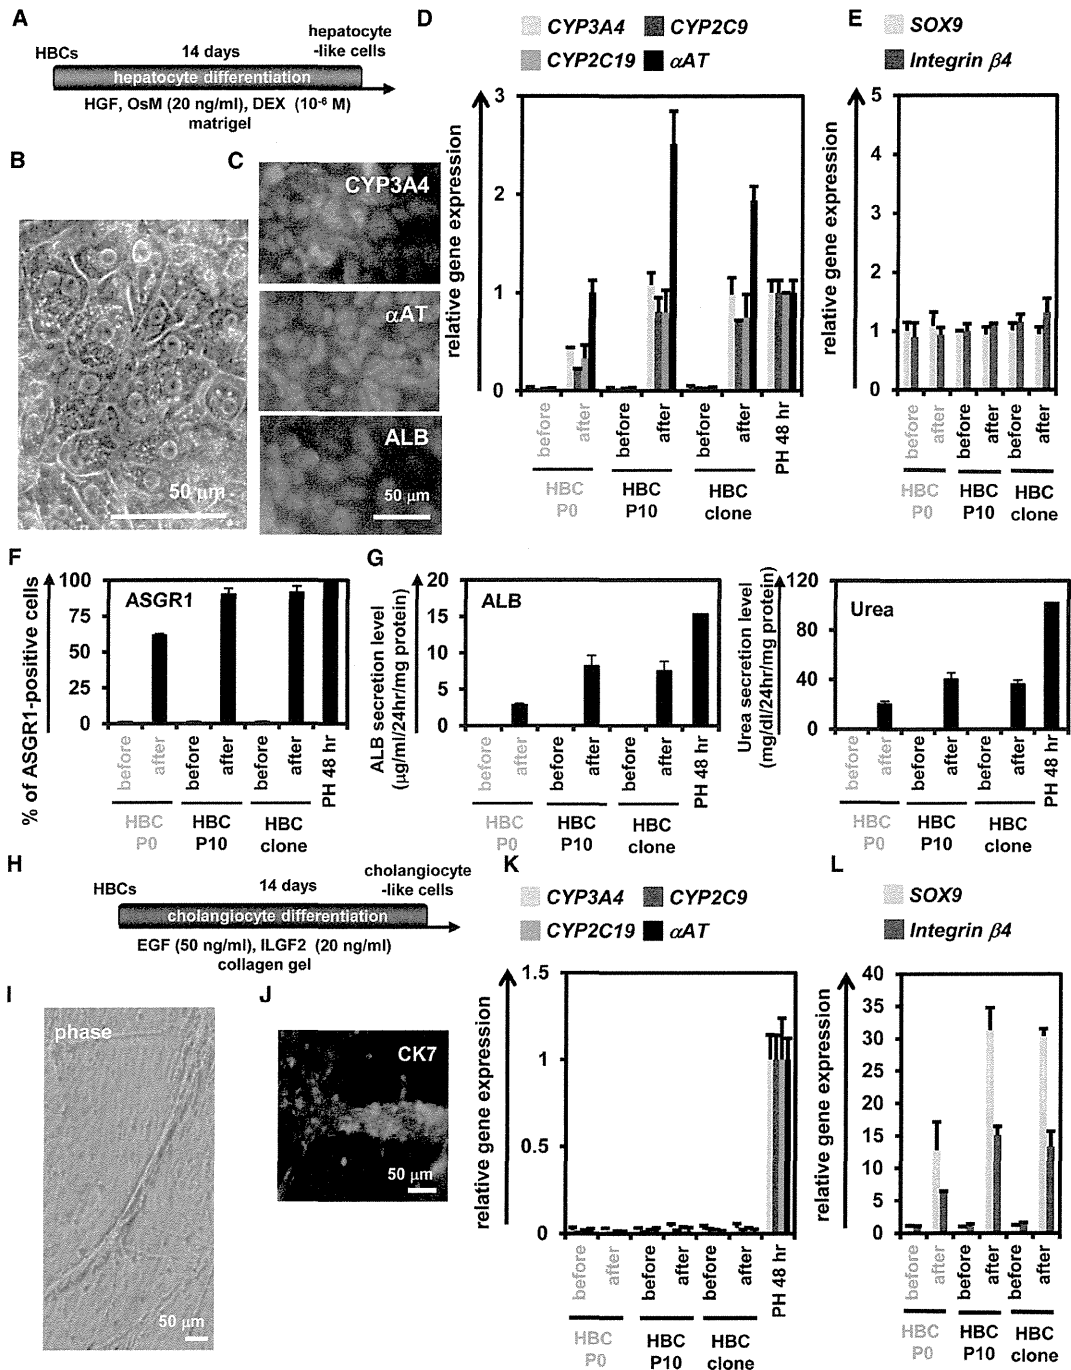 A
HBCs
14 days
hepatocyte
-like cells
hepatocyte differentiation
HGF, OsM (20 ng/ml), DEX (10⁻⁶ M)
matrigel
B
50 μm
C
CYP3A4
αAT
ALB
50 μm
D
CYP3A4
CYP2C9
CYP2C19
αAT
relative gene expression
3
2
1
0
before
after
before
after
before
after
PH 48 hr
HBC
P0
HBC
P10
HBC
clone
E
SOX9
Integrin β4
relative gene expression
5
4
3
2
1
0
before
after
before
after
before
after
HBC
P0
HBC
P10
HBC
clone
F
% of ASGR1-positive cells
100
75
50
25
0
ASGR1
before
after
before
after
before
after
PH 48 hr
HBC
P0
HBC
P10
HBC
clone
G
ALB secretion level
(μg/ml/24hr/mg protein)
20
15
10
5
0
ALB
before
after
before
after
before
after
PH 48 hr
HBC
P0
HBC
P10
HBC
clone
Urea secretion level
(mg/dl/24hr/mg protein)
120
80
40
0
Urea
before
after
before
after
before
after
PH 48 hr
HBC
P0
HBC
P10
HBC
clone
H
HBCs
14 days
cholangiocyte
-like cells
cholangiocyte differentiation
EGF (50 ng/ml), ILGF2 (20 ng/ml)
collagen gel
I
phase
50 μm
J
CK7
50 μm
K
CYP3A4
CYP2C9
CYP2C19
αAT
relative gene expression
1.5
1
0.5
0
before
after
before
after
before
after
PH 48 hr
HBC
P0
HBC
P10
HBC
clone
L
SOX9
Integrin β4
relative gene expression
40
35
30
25
20
15
10
5
0
before
after
before
after
before
after
HBC
P0
HBC
P10
HBC
clone